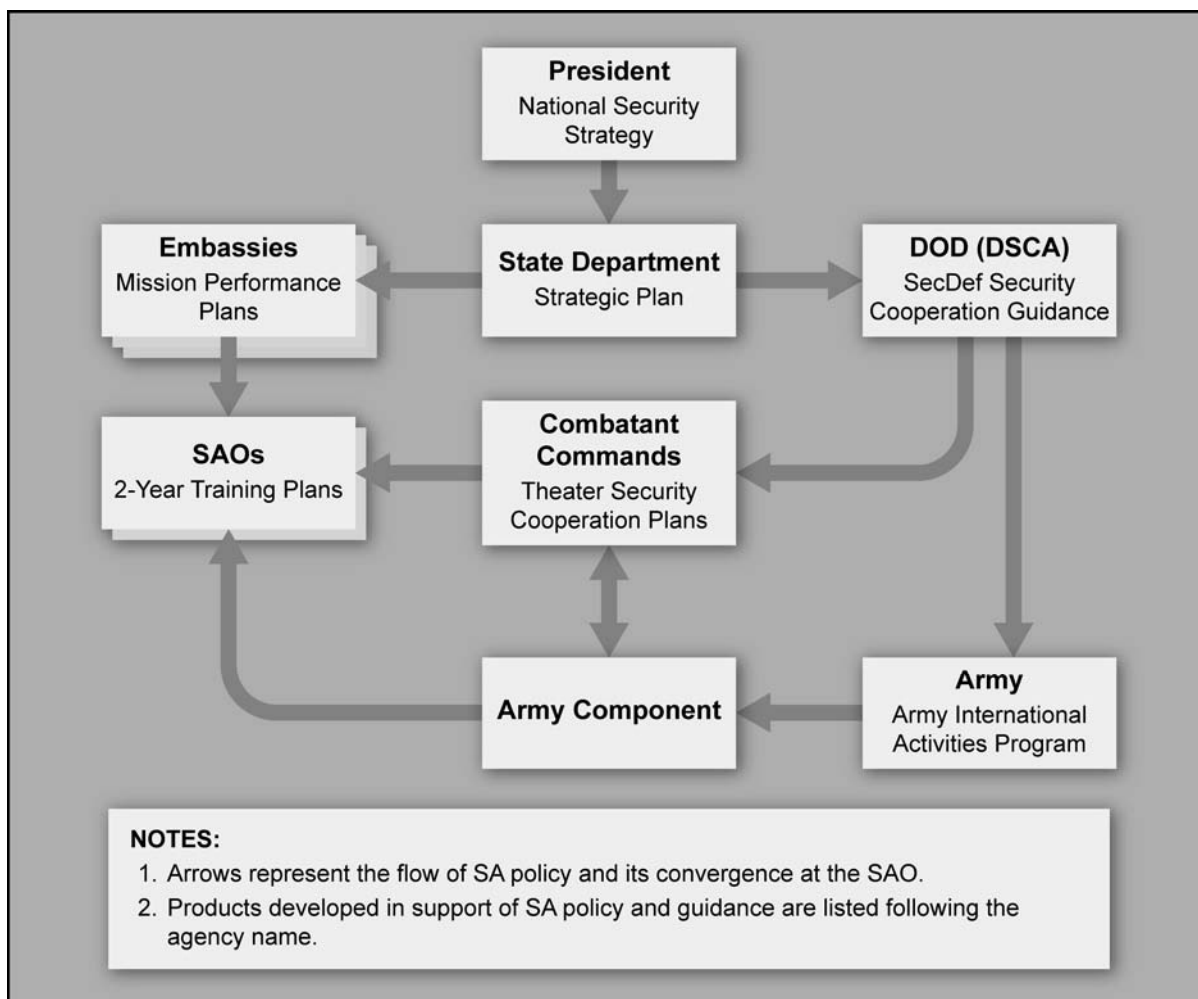 President
National Security
Strategy
Embassies
Mission Performance
Plans
State Department
Strategic Plan
DOD (DSCA)
SecDef Security
Cooperation Guidance
SAOs
2-Year Training Plans
Combatant
Commands
Theater Security
Cooperation Plans
Army Component
Army
Army International
Activities Program
NOTES:
1. Arrows represent the flow of SA policy and its convergence at the SAO.
2. Products developed in support of SA policy and guidance are listed following the
agency name.